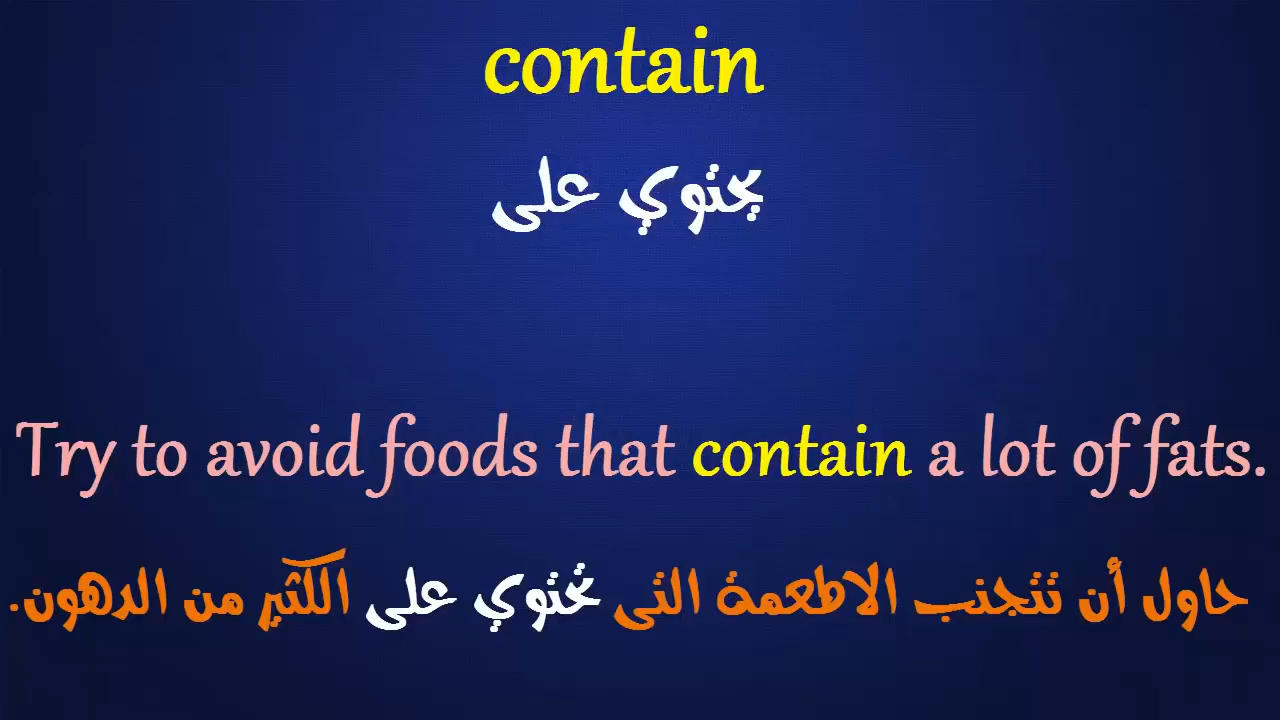 contain
يحتوي على
Try to avoid foods that contain a lot of fats.
حاول أن تتجنب الاطعمة التى تحتوي على الكثير من الدهون.